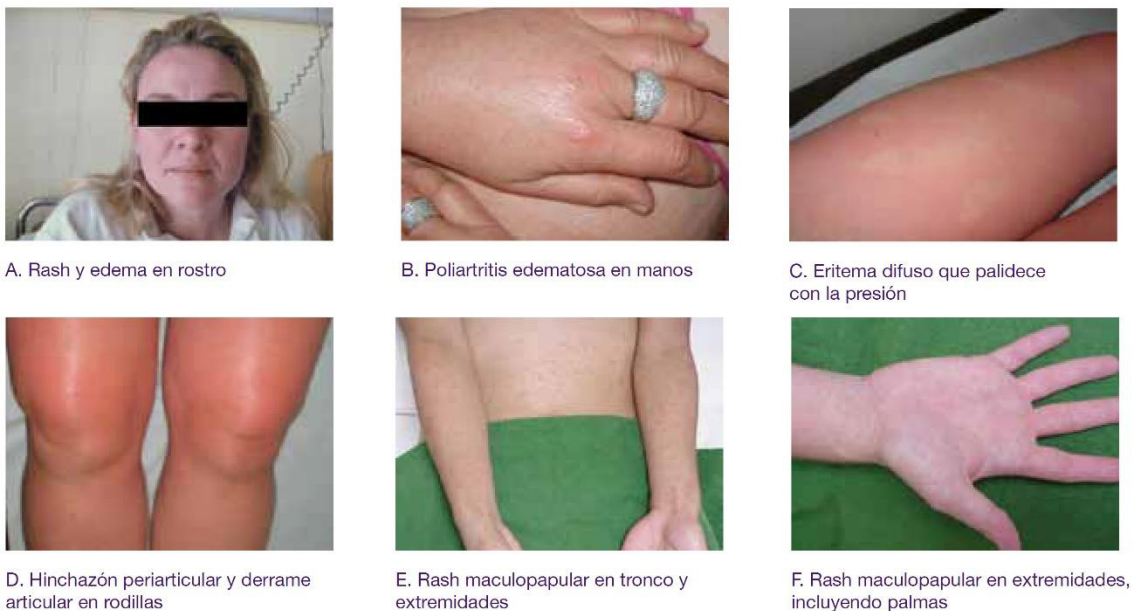 A. Rash y edema en rostro
B. Poliartritis edematosa en manos
C. Eritema difuso que palidece
con la presión
D. Hinchazón periarticular y derrame
articular en rodillas
E. Rash maculopapular en tronco y
extremidades
F. Rash maculopapular en extremidades,
incluyendo palmas